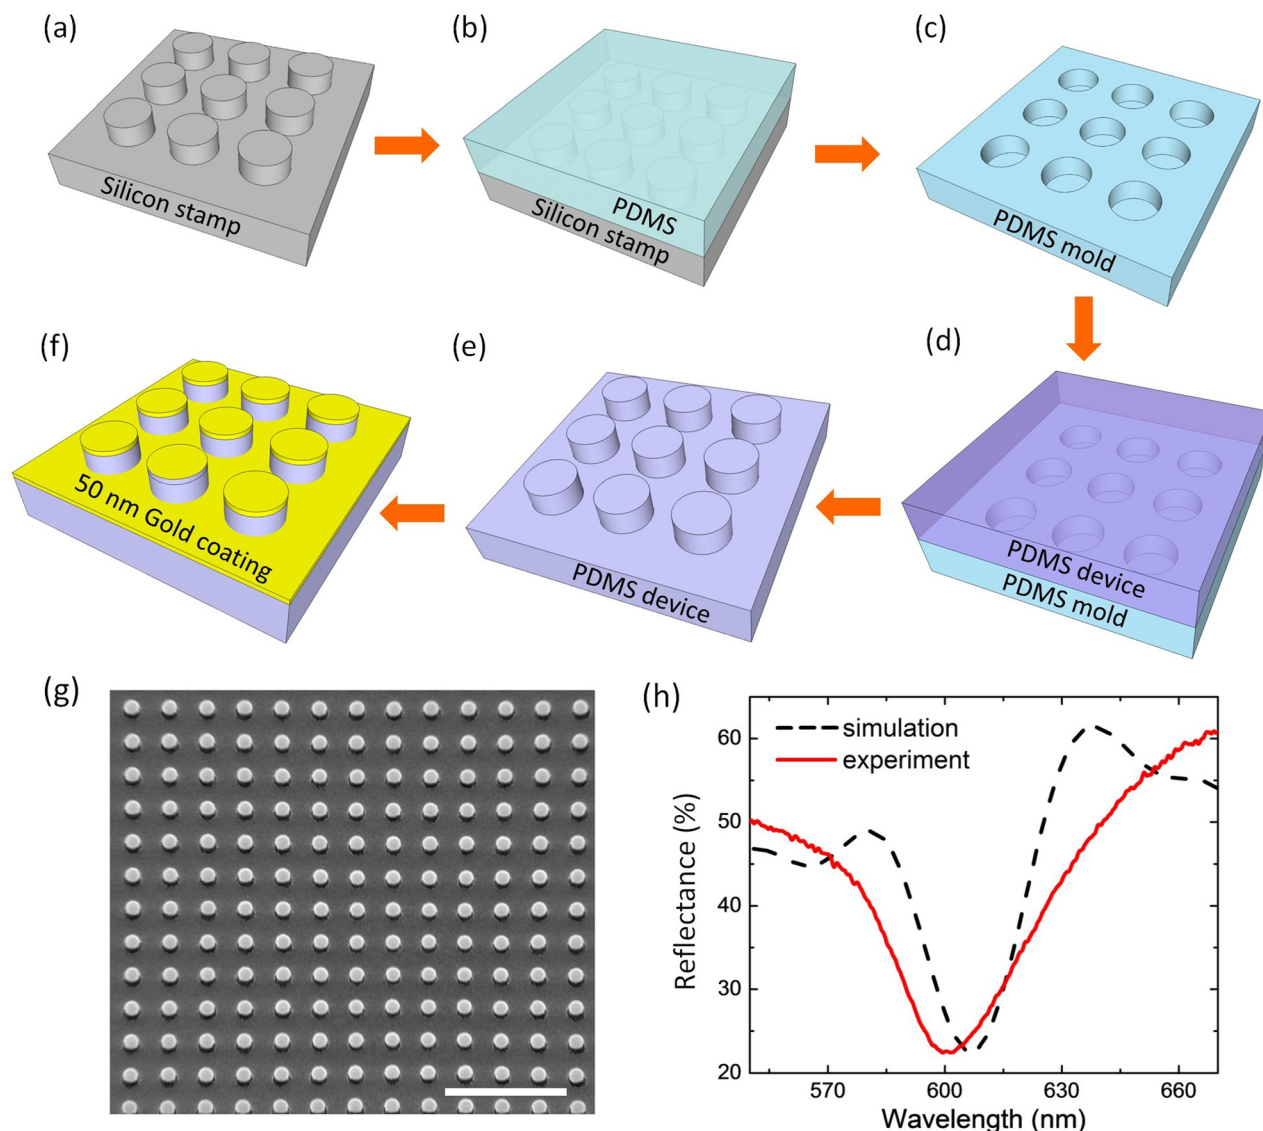 (a)
Silicon stamp
(b)
PDMS
Silicon stamp
(c)
PDMS mold
(d)
PDMS device
PDMS mold
(e)
PDMS device
(f)
50 nm Gold coating
(g)
(h)
simulation
experiment
Reflectance (%)
60
50
40
30
20
570
600
630
660
Wavelength (nm)